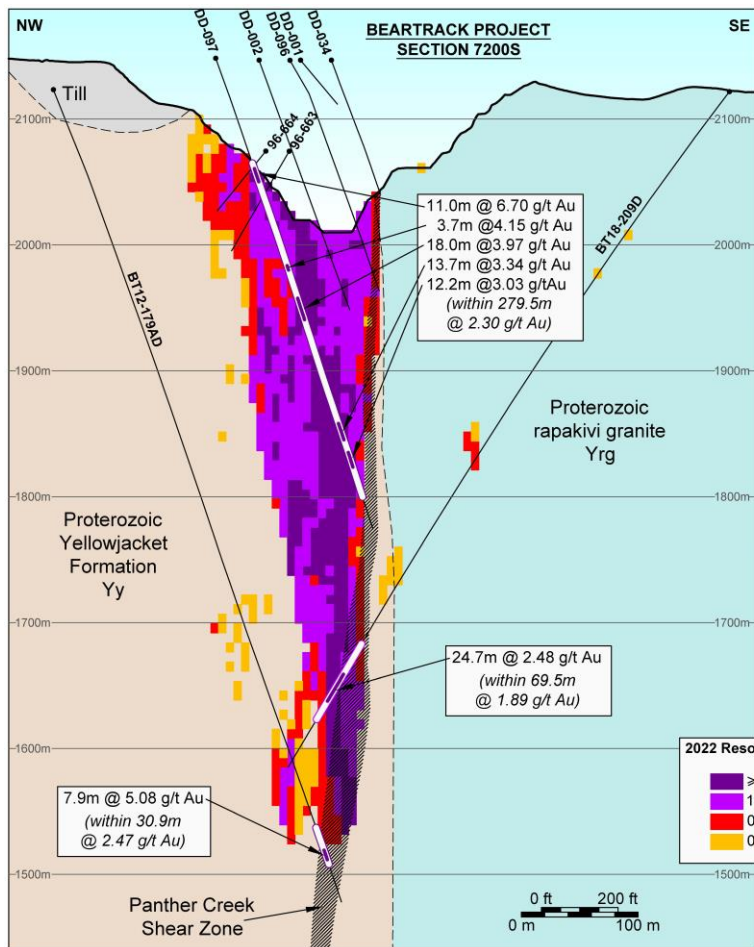 NW
BEARTRACK PROJECT
SECTION 7200S
SE
DD-097
DD-002
DD-096
DD-001
DD-034
Till
96-664
96-663
2100m
2100m
11.0m @ 6.70 g/t Au
3.7m @4.15 g/t Au
18.0m @3.97 g/t Au
13.7m @3.34 g/t Au
12.2m @3.03 g/tAu
(within 279.5m
@ 2.30 g/t Au)
2000m
2000m
BT12-179AD
BT18-209D
1900m
1900m
Proterozoic
rapakivi granite
Yrg
1800m
1800m
Proterozoic
Yellowjacket
Formation
Yy
1700m
1700m
24.7m @ 2.48 g/t Au
(within 69.5m
@ 1.89 g/t Au)
1600m
1600m
2022 Reso
≥
1
0
0
7.9m @ 5.08 g/t Au
(within 30.9m
@ 2.47 g/t Au)
1500m
1500m
Panther Creek
Shear Zone
0 ft 200 ft
0 m 100 m